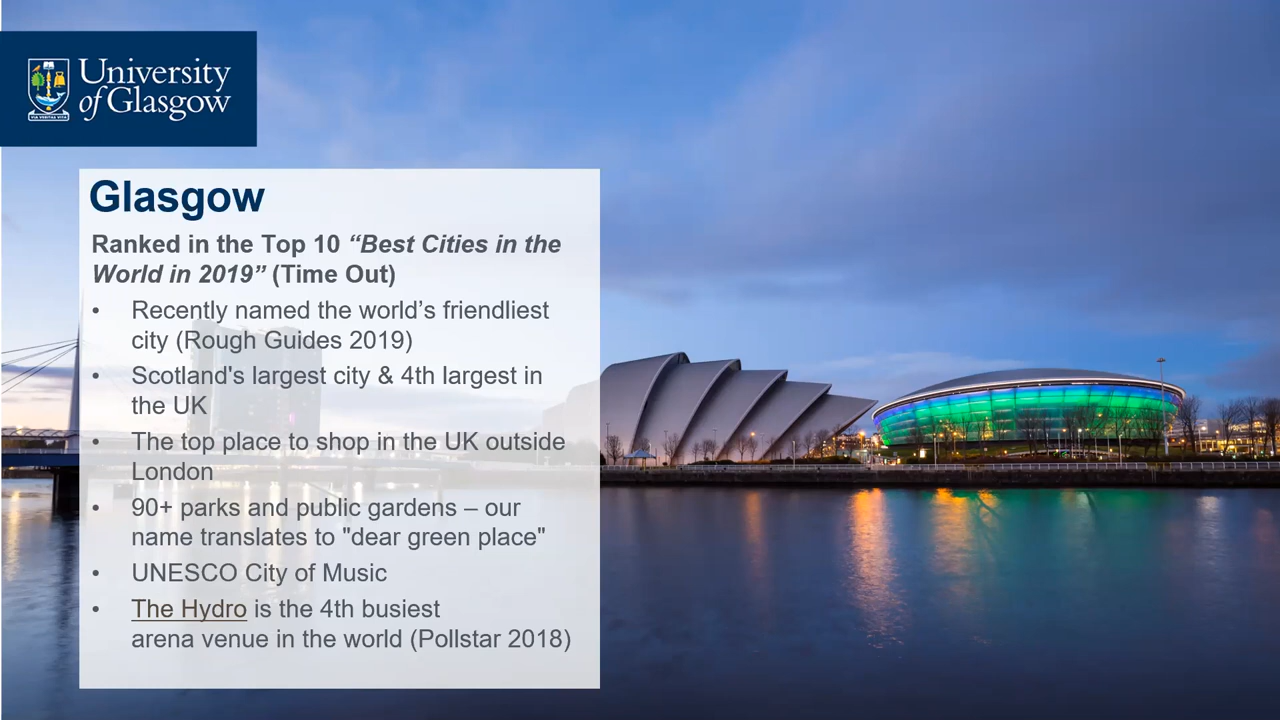 University
of Glasgow
VIA VERITAS VITA
Glasgow
Ranked in the Top 10 “Best Cities in the
World in 2019” (Time Out)
• Recently named the world’s friendliest
city (Rough Guides 2019)
• Scotland's largest city & 4th largest in
the UK
• The top place to shop in the UK outside
London
• 90+ parks and public gardens – our
name translates to "dear green place"
• UNESCO City of Music
• The Hydro is the 4th busiest
arena venue in the world (Pollstar 2018)